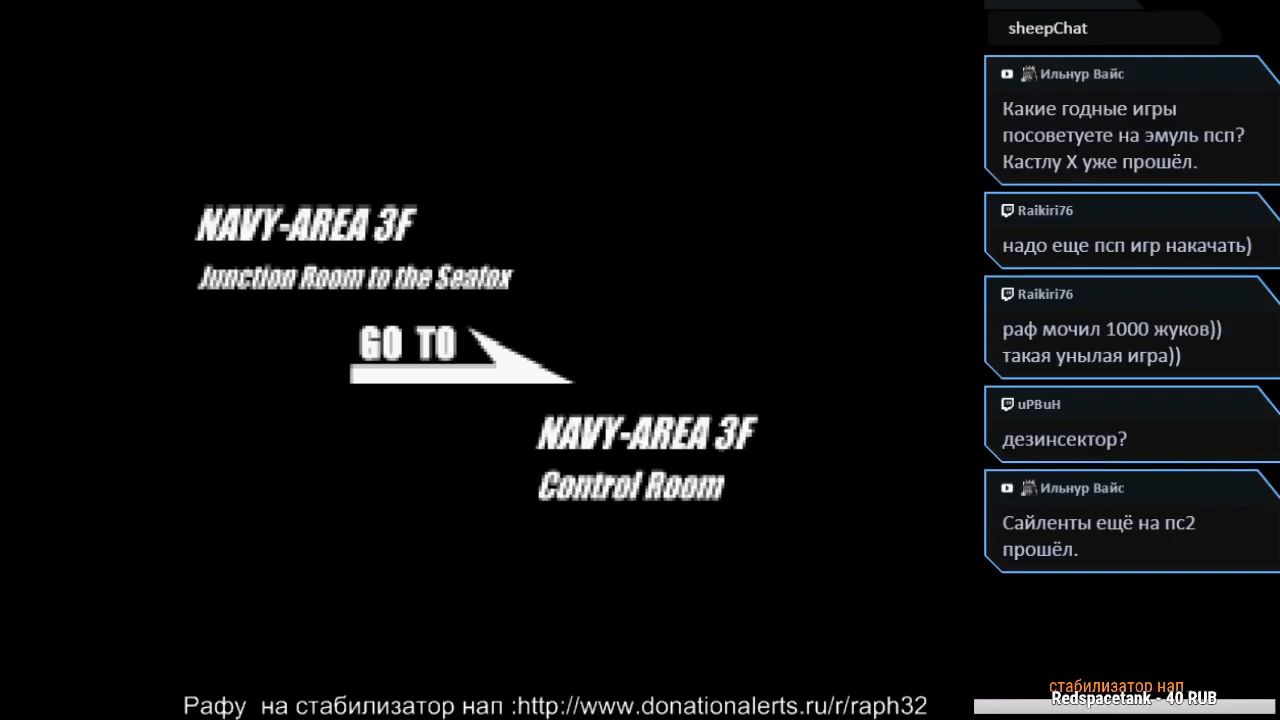 NAVY-AREA 3F
Junction Room to the Seafox
GO TO
NAVY-AREA 3F
Control Room
sheepChat
Ильнур Вайс
Какие годные игры
посоветуете на эмуль псп?
Кастлу Х уже прошёл.
Raikiri76
надо еще псп игр накачать)
Raikiri76
раф мочил 1000 жуков))
такая унылая игра))
uPBuH
дезинсектор?
Ильнур Вайс
Сайленты ещё на пс2
прошёл.
стабилизатор нап
Redspacetank - 40 RUB
Рафу на стабилизатор нап :http://www.donationalerts.ru/r/raph32